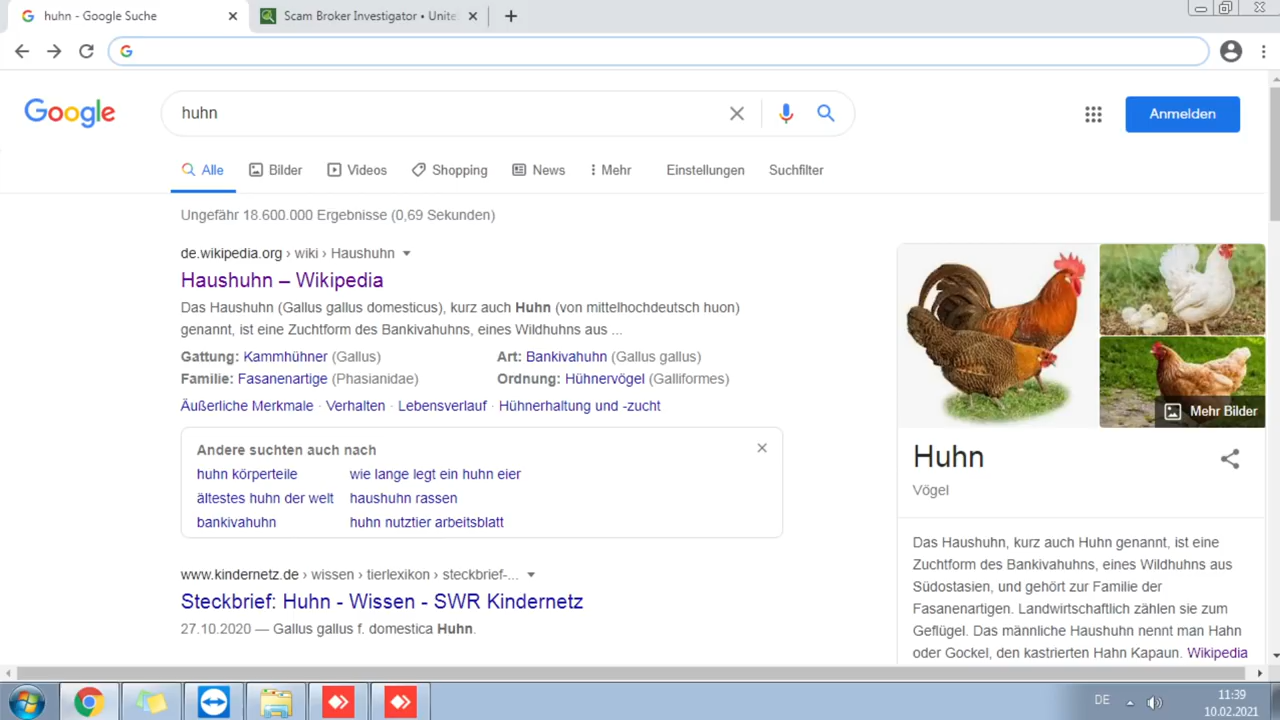 huhn - Google Suche
Scam Broker Investigator • Unite
Google
huhn
Anmelden
Alle Bilder Videos Shopping News Mehr Einstellungen Suchfilter
Ungefähr 18.600.000 Ergebnisse (0,69 Sekunden)
de.wikipedia.org › wiki › Haushuhn
Haushuhn – Wikipedia
Das Haushuhn (Gallus gallus domesticus), kurz auch Huhn (von mittelhochdeutsch huon)
genannt, ist eine Zuchtform des Bankivahuhns, eines Wildhuhns aus ...
Gattung: Kammhühner (Gallus) Art: Bankivahuhn (Gallus gallus)
Familie: Fasanenartige (Phasianidae) Ordnung: Hühnervögel (Galliformes)
Äußerliche Merkmale · Verhalten · Lebensverlauf · Hühnerhaltung und -zucht
Andere suchten auch nach
huhn körperteile wie lange legt ein huhn eier
ältestes huhn der welt haushuhn rassen
bankivahuhn huhn nutztier arbeitsblatt
www.kindernetz.de › wissen › tierlexikon › steckbrief-...
Steckbrief: Huhn - Wissen - SWR Kindernetz
27.10.2020 — Gallus gallus f. domestica Huhn.
Mehr Bilder
Huhn
Vögel
Das Haushuhn, kurz auch Huhn genannt, ist eine
Zuchtform des Bankivahuhns, eines Wildhuhns aus
Südostasien, und gehört zur Familie der
Fasanenartigen. Landwirtschaftlich zählen sie zum
Geflügel. Das männliche Haushuhn nennt man Hahn
oder Gockel, den kastrierten Hahn Kapaun. Wikipedia
DE
11:39
10.02.2021